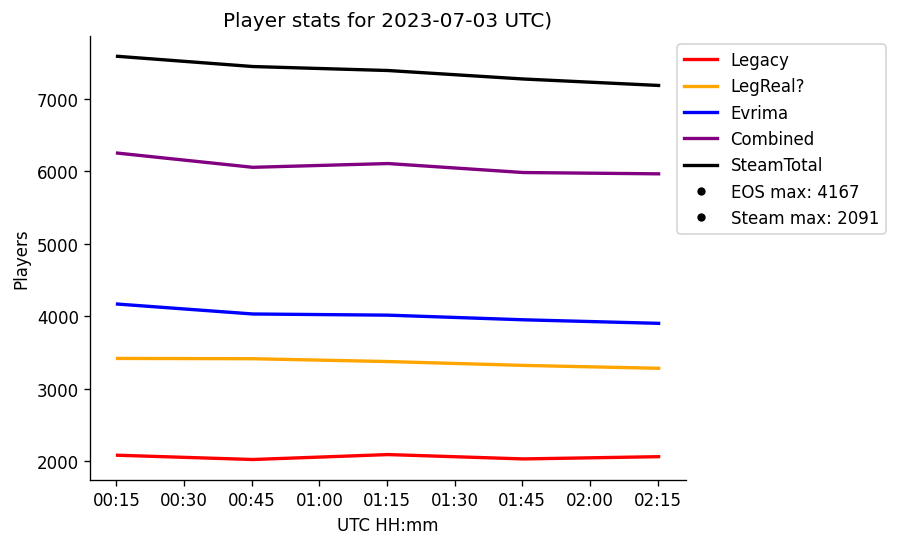 Player stats for 2023-07-03 UTC)
Players
7000
6000
5000
4000
3000
2000
00:15 00:30 00:45 01:00 01:15 01:30 01:45 02:00 02:15
UTC HH:mm
Legacy
LegReal?
Evrima
Combined
SteamTotal
EOS max: 4167
Steam max: 2091